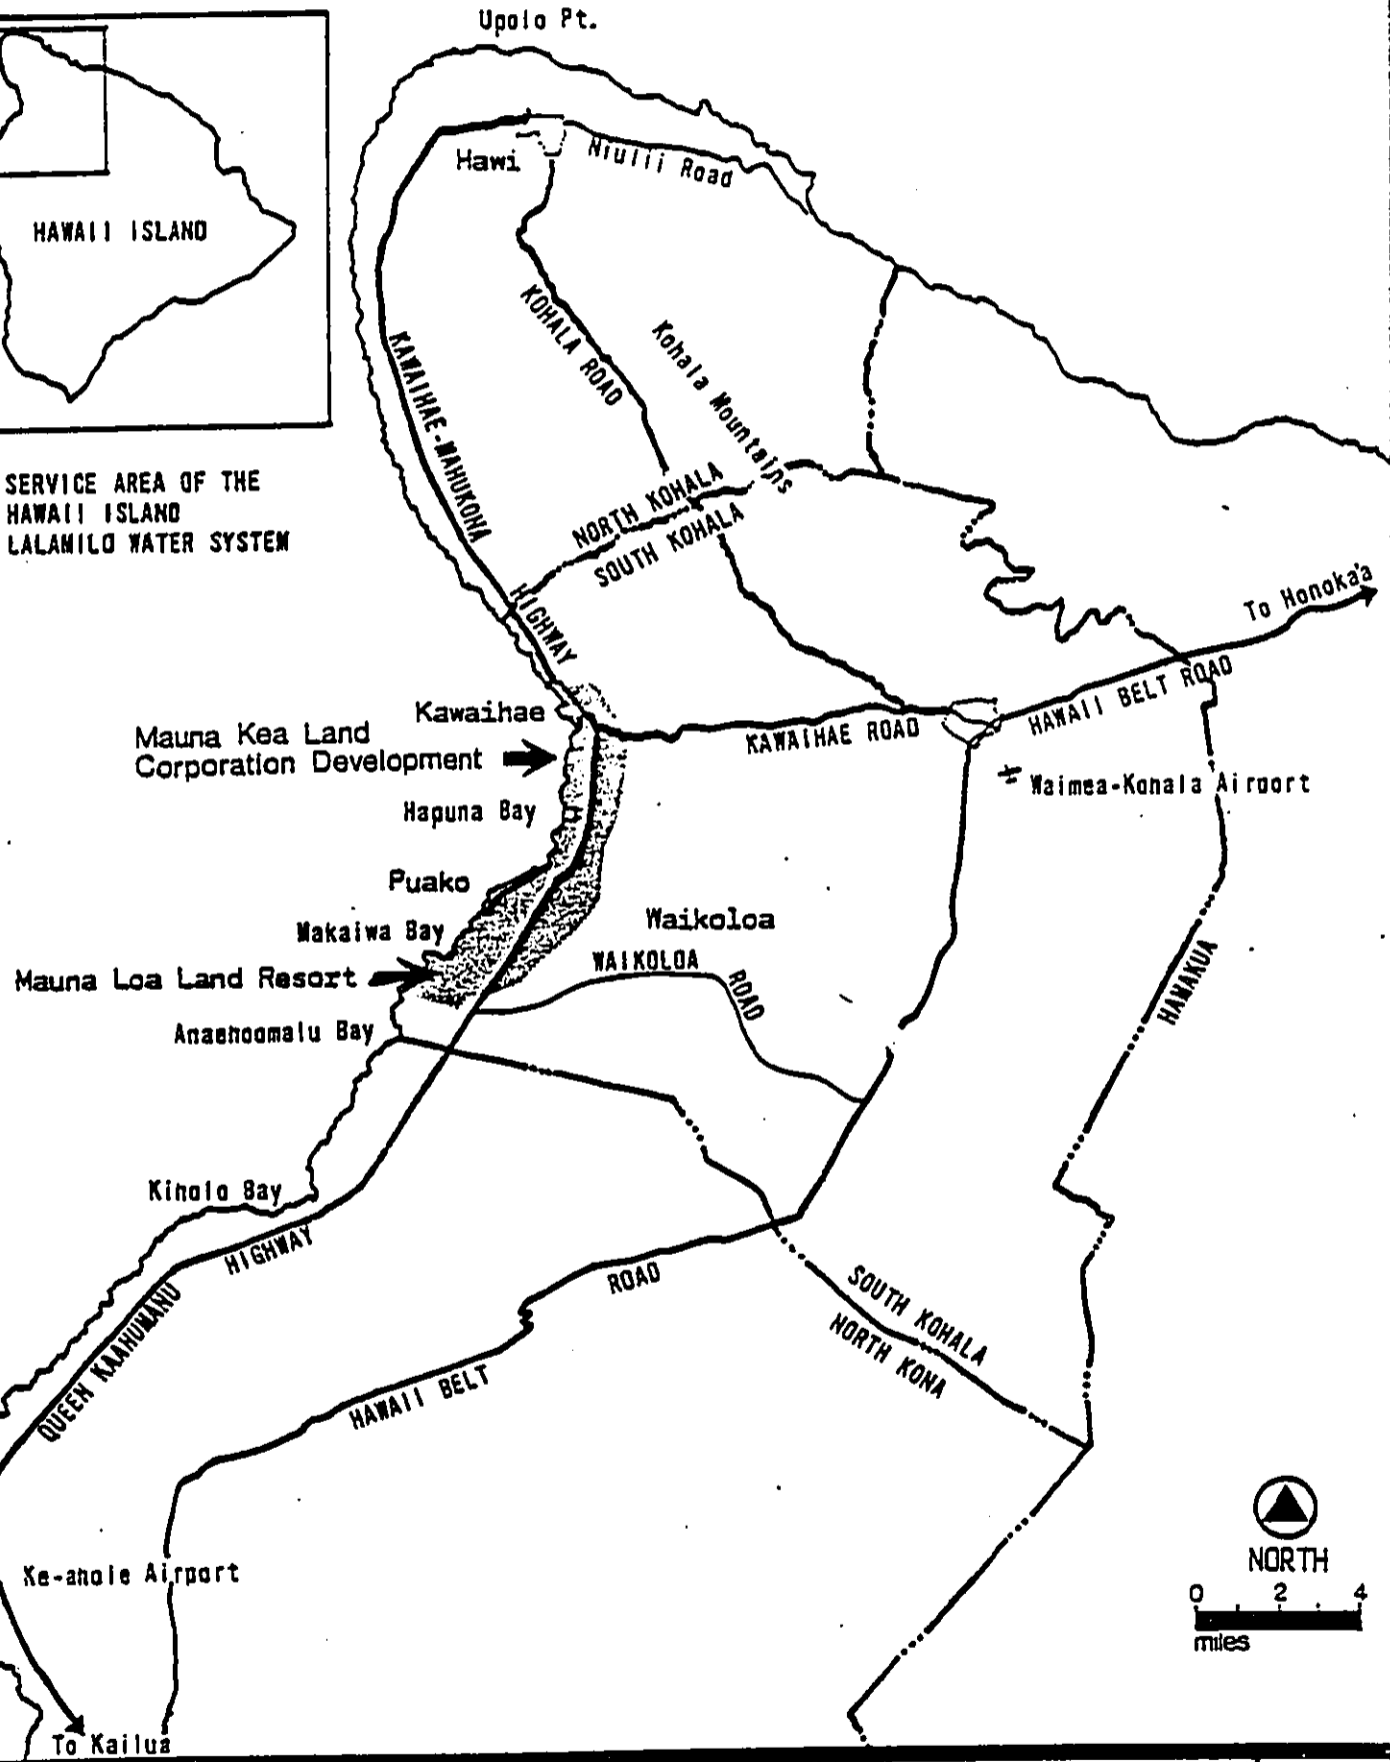 Upolo Pt.
Hawi
Niulii Road
HAWAII ISLAND
KOHALA ROAD
Kohala Mountains
KAWAIHAE-MAHUKONA
HIGHWAY
SERVICE AREA OF THE
HAWAII ISLAND
LALAMILO WATER SYSTEM
NORTH KOHALA
SOUTH KOHALA
To Honoka'a
HAWAII BELT ROAD
Kawaihae
KAWAIHAE ROAD
Mauna Kea Land
Corporation Development
Waimea-Kohala Airport
Hapuna Bay
Puako
Waikoloa
Makaiwa Bay
WAIKOLOA
ROAD
Mauna Loa Land Resort
HAMAKUA
Anaehoomalu Bay
Kiholo Bay
HIGHWAY
QUEEN KAAHUMANU
ROAD
HAWAII BELT
SOUTH KOHALA
NORTH KONA
Ke-ahole Airport
NORTH
0 2 4
miles
To Kailua